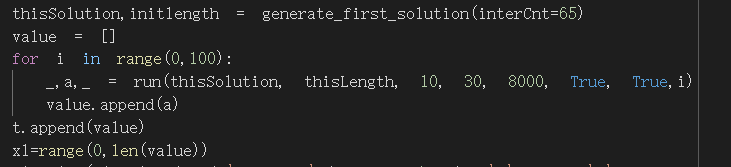 thisSolution,initlength = generate_first_solution(interCnt=65)
value = []
for i in range(0,100):
    _,a,_ = run(thisSolution, thisLength, 10, 30, 8000, True, True,i)
    value.append(a)
t.append(value)
x1=range(0,len(value))